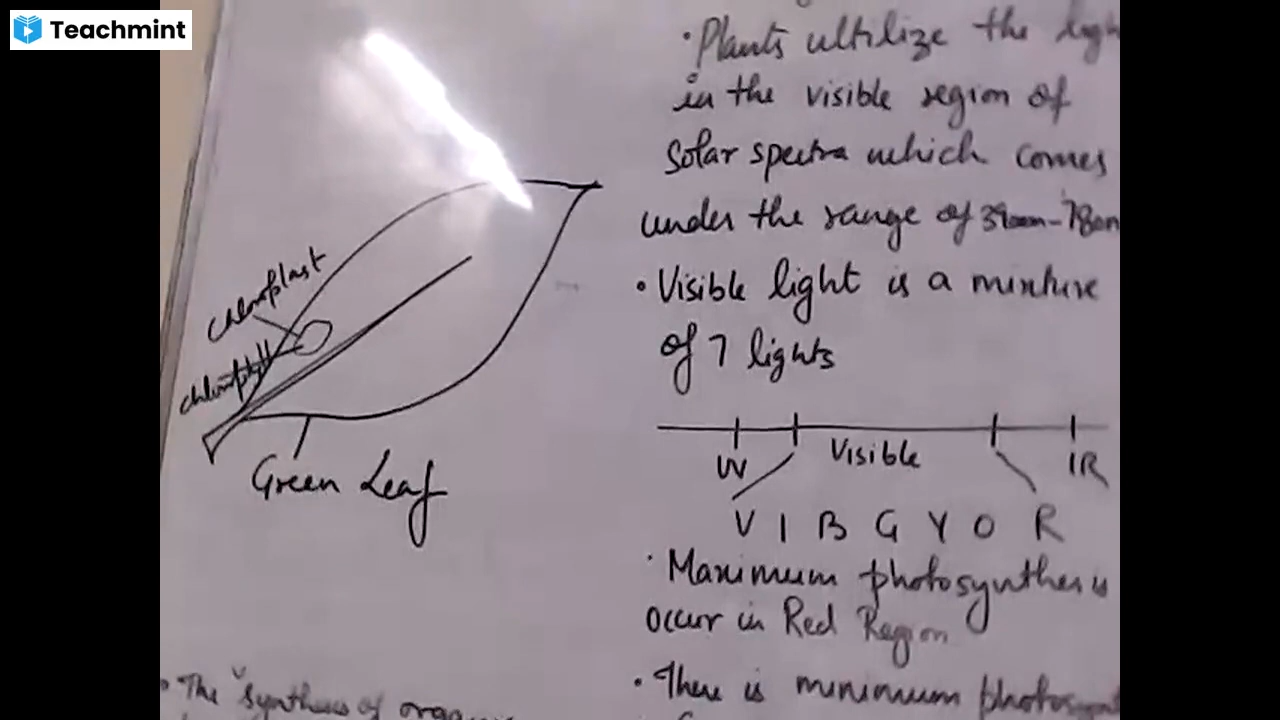 Teachmint
• Plants ultilize the
in the visible region of
solar spectra which comes
under the range of
• Visible light is a mixture
of 7 lights
UV Visible IR
V I B G Y O R
• Maximum photosynthesis
occur in Red Region
• There is minimum
chloroplast
chlorophyll
Green Leaf
• The synthesis of